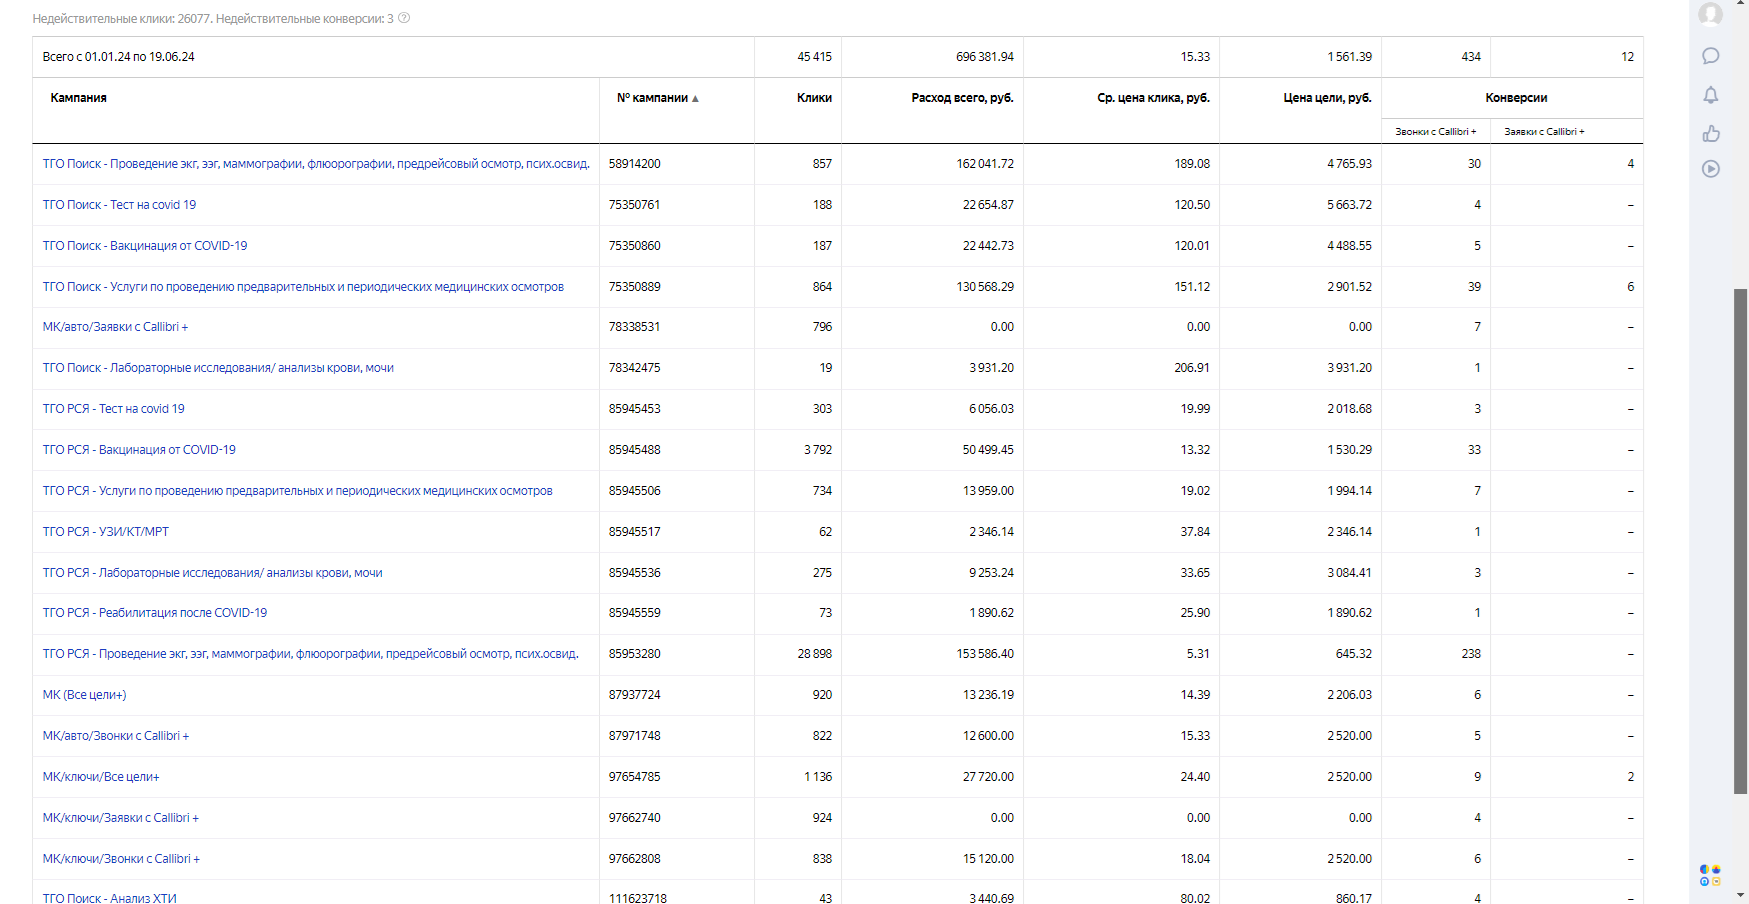 Недействительные клики: 26077. Недействительные конверсии: 3 ?
Всего с 01.01.24 по 19.06.24 45 415 696 381.94 15.33 1 561.39 434 12
Кампания № кампании ▲ Клики Расход всего, руб. Ср. цена клика, руб. Цена цели, руб. Конверсии
Звонки с Callibri + Заявки с Callibri +
ТГО Поиск - Проведение экг, ээг, маммографии, флюорографии, предрейсовый осмотр, псих.освид. 58914200 857 162 041.72 189.08 4 765.93 30 4
ТГО Поиск - Тест на covid 19 75350761 188 22 654.87 120.50 5 663.72 4 –
ТГО Поиск - Вакцинация от COVID-19 75350860 187 22 442.73 120.01 4 488.55 5 –
ТГО Поиск - Услуги по проведению предварительных и периодических медицинских осмотров 75350889 864 130 568.29 151.12 2 901.52 39 6
МК/авто/Заявки с Callibri + 78338531 796 0.00 0.00 0.00 7 –
ТГО Поиск - Лабораторные исследования/ анализы крови, мочи 78342475 19 3 931.20 206.91 3 931.20 1 –
ТГО РСЯ - Тест на covid 19 85945453 303 6 056.03 19.99 2 018.68 3 –
ТГО РСЯ - Вакцинация от COVID-19 85945488 3 792 50 499.45 13.32 1 530.29 33 –
ТГО РСЯ - Услуги по проведению предварительных и периодических медицинских осмотров 85945506 734 13 959.00 19.02 1 994.14 7 –
ТГО РСЯ - УЗИ/КТ/МРТ 85945517 62 2 346.14 37.84 2 346.14 1 –
ТГО РСЯ - Лабораторные исследования/ анализы крови, мочи 85945536 275 9 253.24 33.65 3 084.41 3 –
ТГО РСЯ - Реабилитация после COVID-19 85945559 73 1 890.62 25.90 1 890.62 1 –
ТГО РСЯ - Проведение экг, ээг, маммографии, флюорографии, предрейсовый осмотр, псих.освид. 85953280 28 898 153 586.40 5.31 645.32 238 –
МК (Все цели+) 87937724 920 13 236.19 14.39 2 206.03 6 –
МК/авто/Звонки с Callibri + 87971748 822 12 600.00 15.33 2 520.00 5 –
МК/ключи/Все цели+ 97654785 1 136 27 720.00 24.40 2 520.00 9 2
МК/ключи/Заявки с Callibri + 97662740 924 0.00 0.00 0.00 4 –
МК/ключи/Звонки с Callibri + 97662808 838 15 120.00 18.04 2 520.00 6 –
ТГО Поиск - Анализ ХТИ 111623718 43 3 440.69 80.02 860.17 4 –